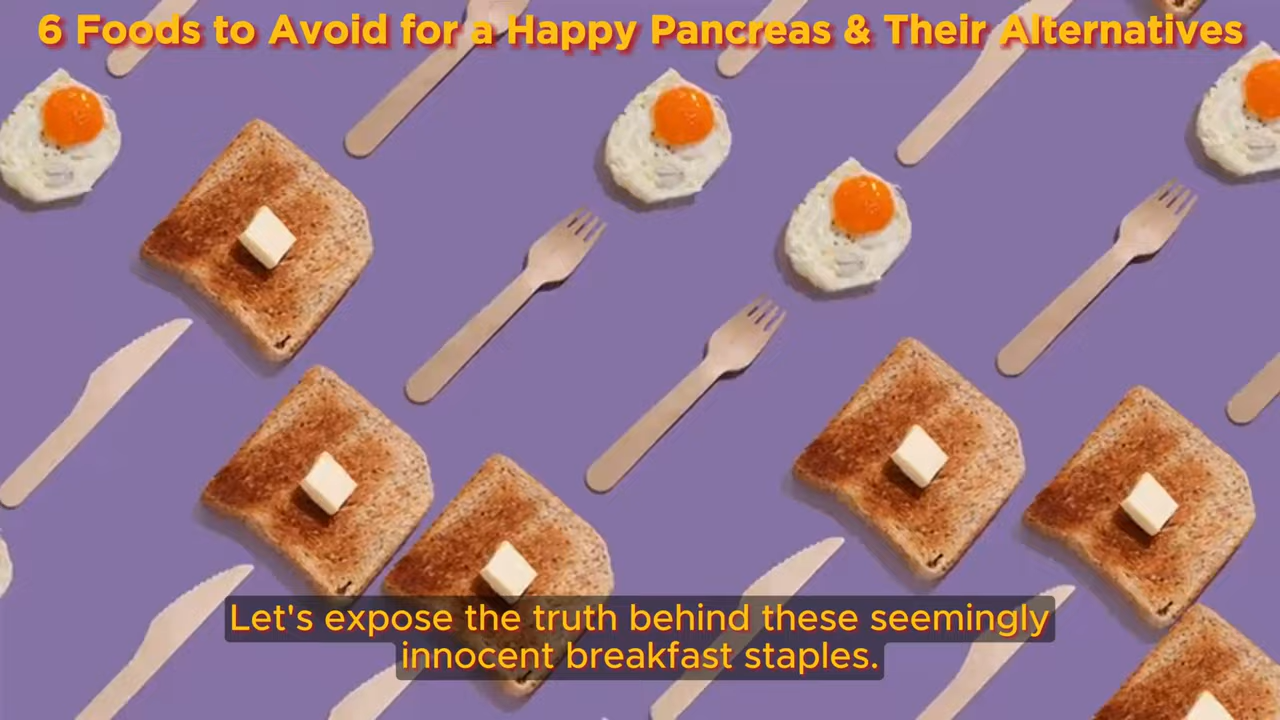 6 Foods to Avoid for a Happy Pancreas & Their Alternatives
Let's expose the truth behind these seemingly
innocent breakfast staples.